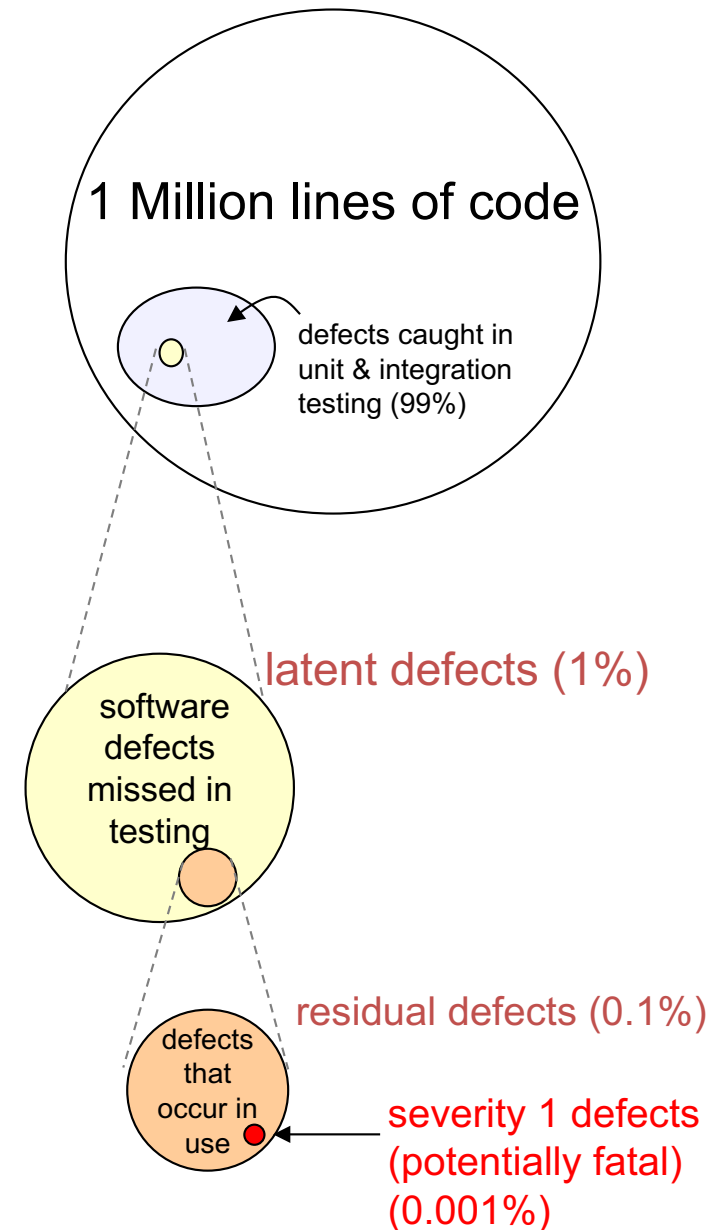 1 Million lines of code
defects caught in
unit & integration
testing (99%)
latent defects (1%)
software
defects
missed in
testing
residual defects (0.1%)
defects
that
occur in
use
severity 1 defects
(potentially fatal)
(0.001%)